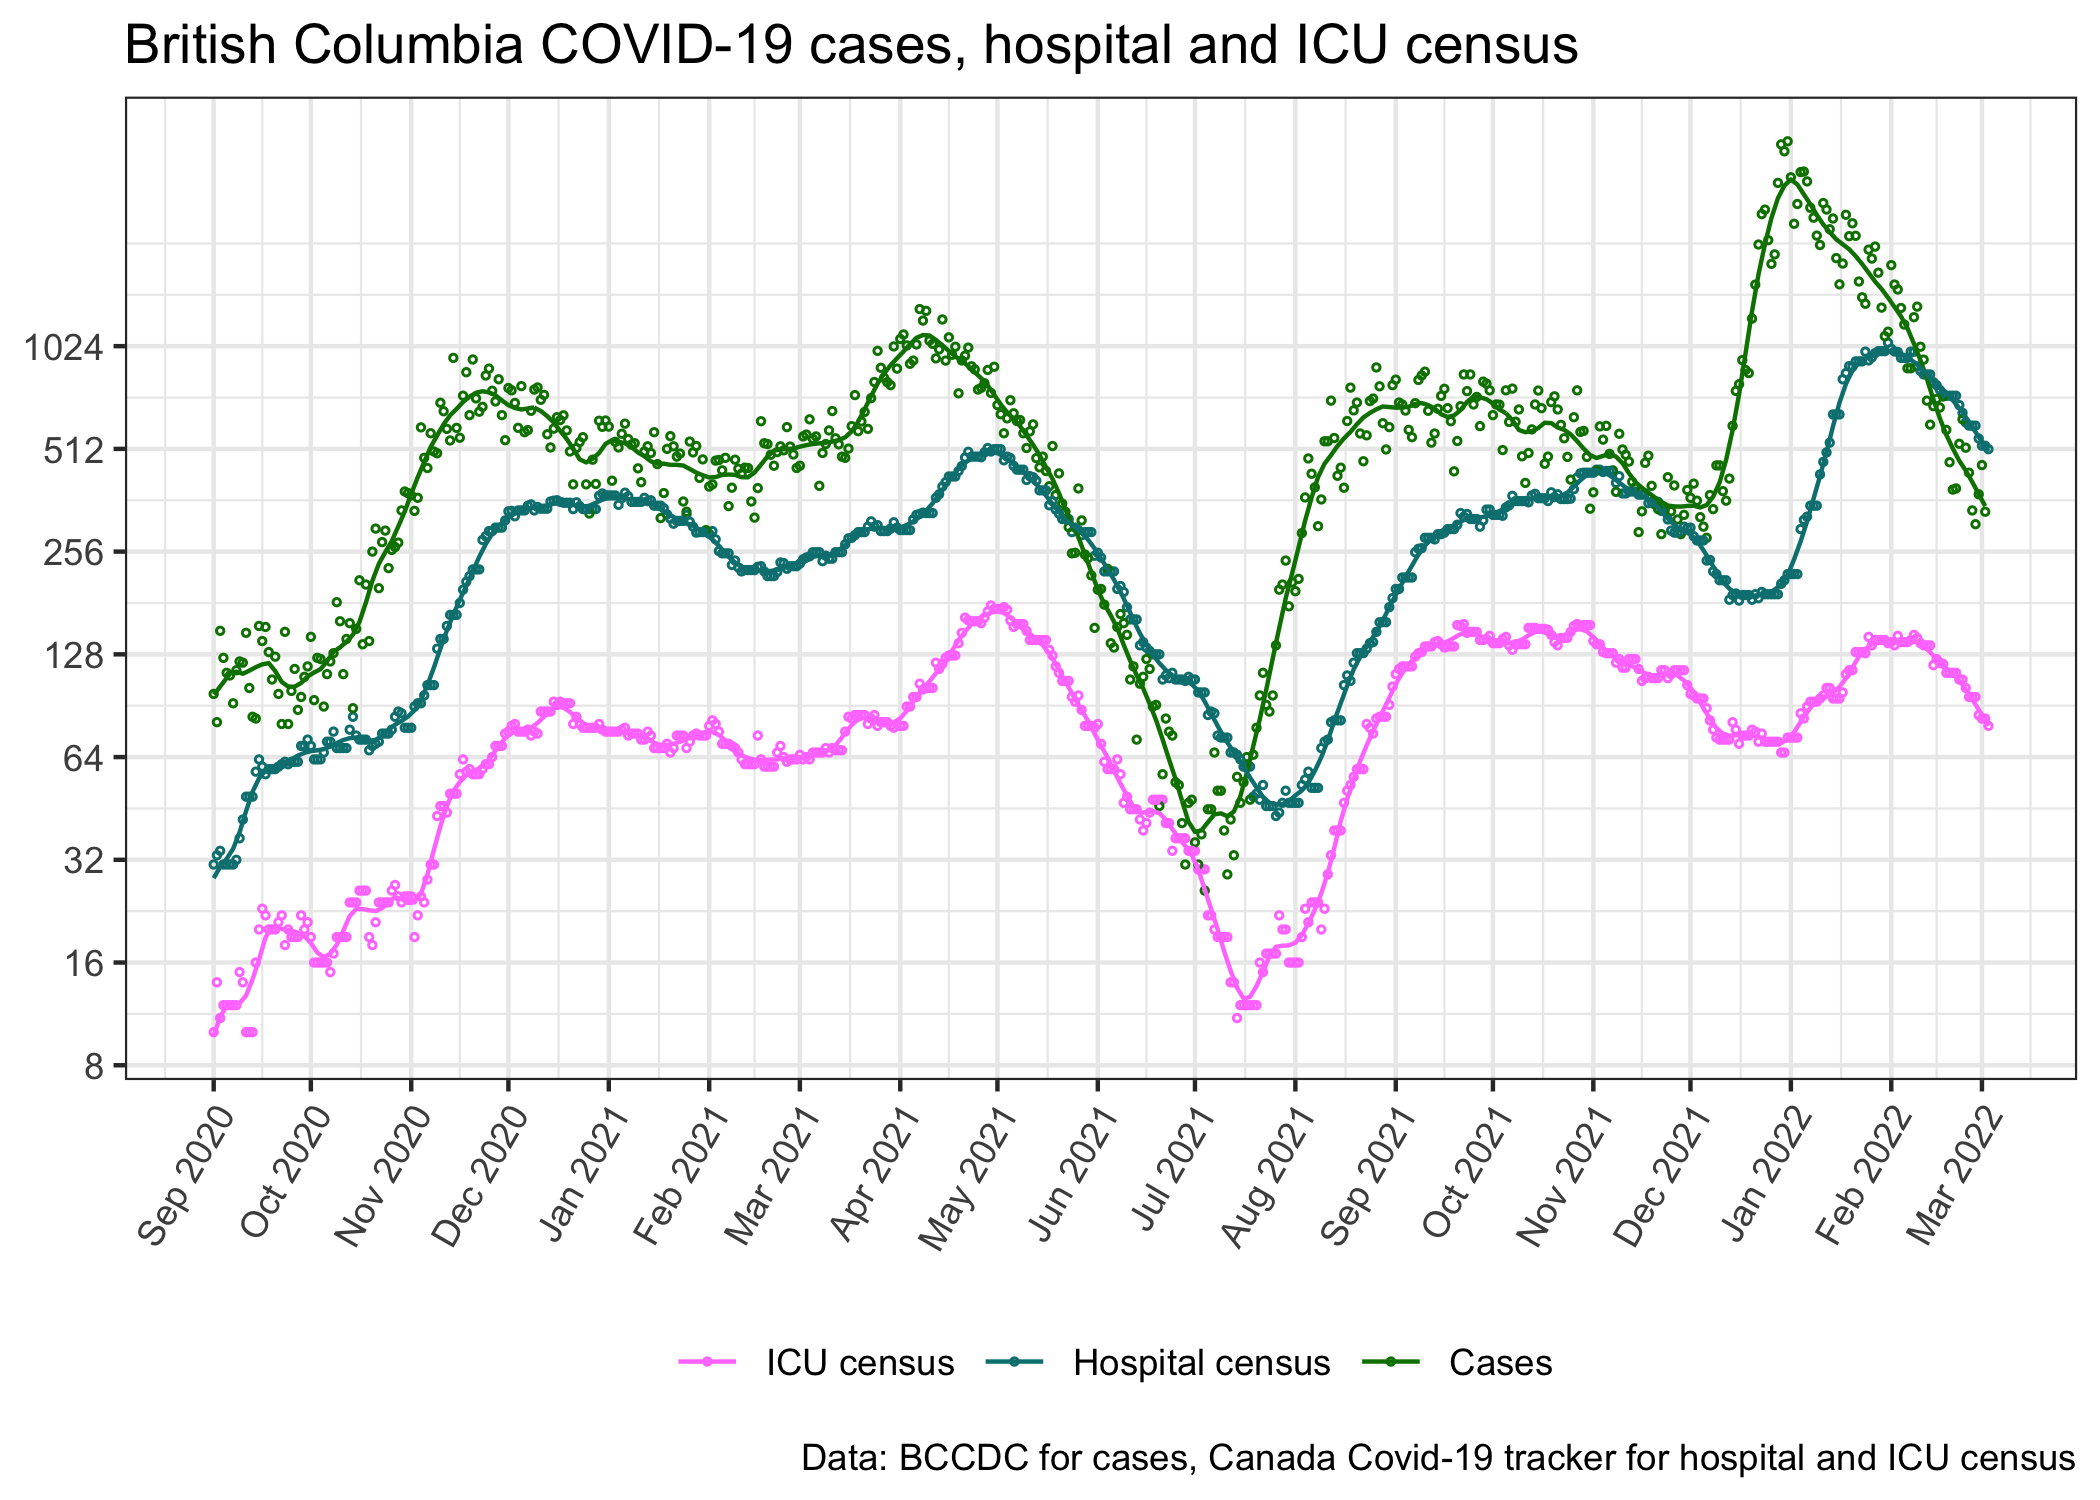 British Columbia COVID-19 cases, hospital and ICU census
1024
512
256
128
64
32
16
8
Sep 2020
Oct 2020
Nov 2020
Dec 2020
Jan 2021
Feb 2021
Mar 2021
Apr 2021
May 2021
Jun 2021
Jul 2021
Aug 2021
Sep 2021
Oct 2021
Nov 2021
Dec 2021
Jan 2022
Feb 2022
Mar 2022
ICU census Hospital census Cases
Data: BCCDC for cases, Canada Covid-19 tracker for hospital and ICU census